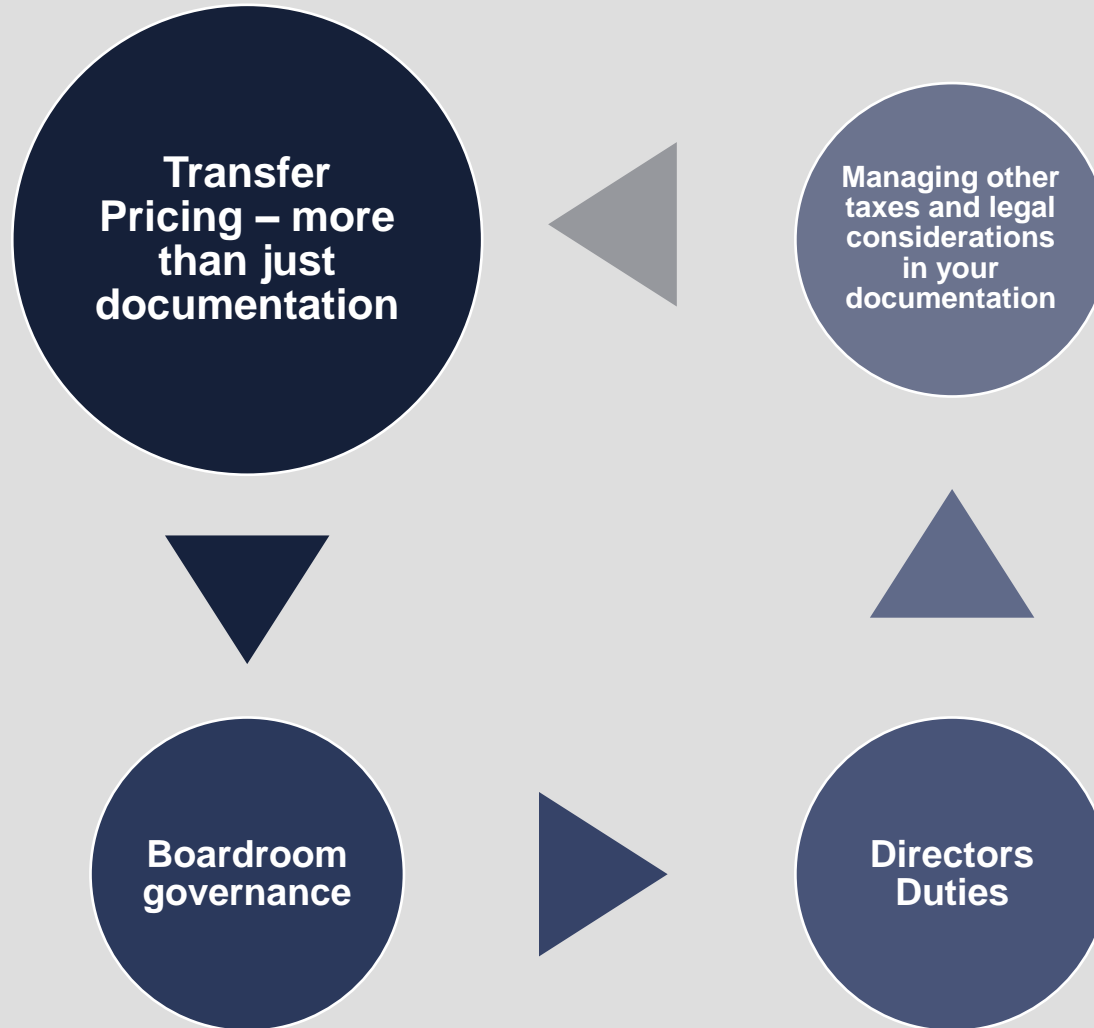 Transfer
Pricing – more
than just
documentation
Managing other
taxes and legal
considerations
in your
documentation
Boardroom
governance
Directors
Duties